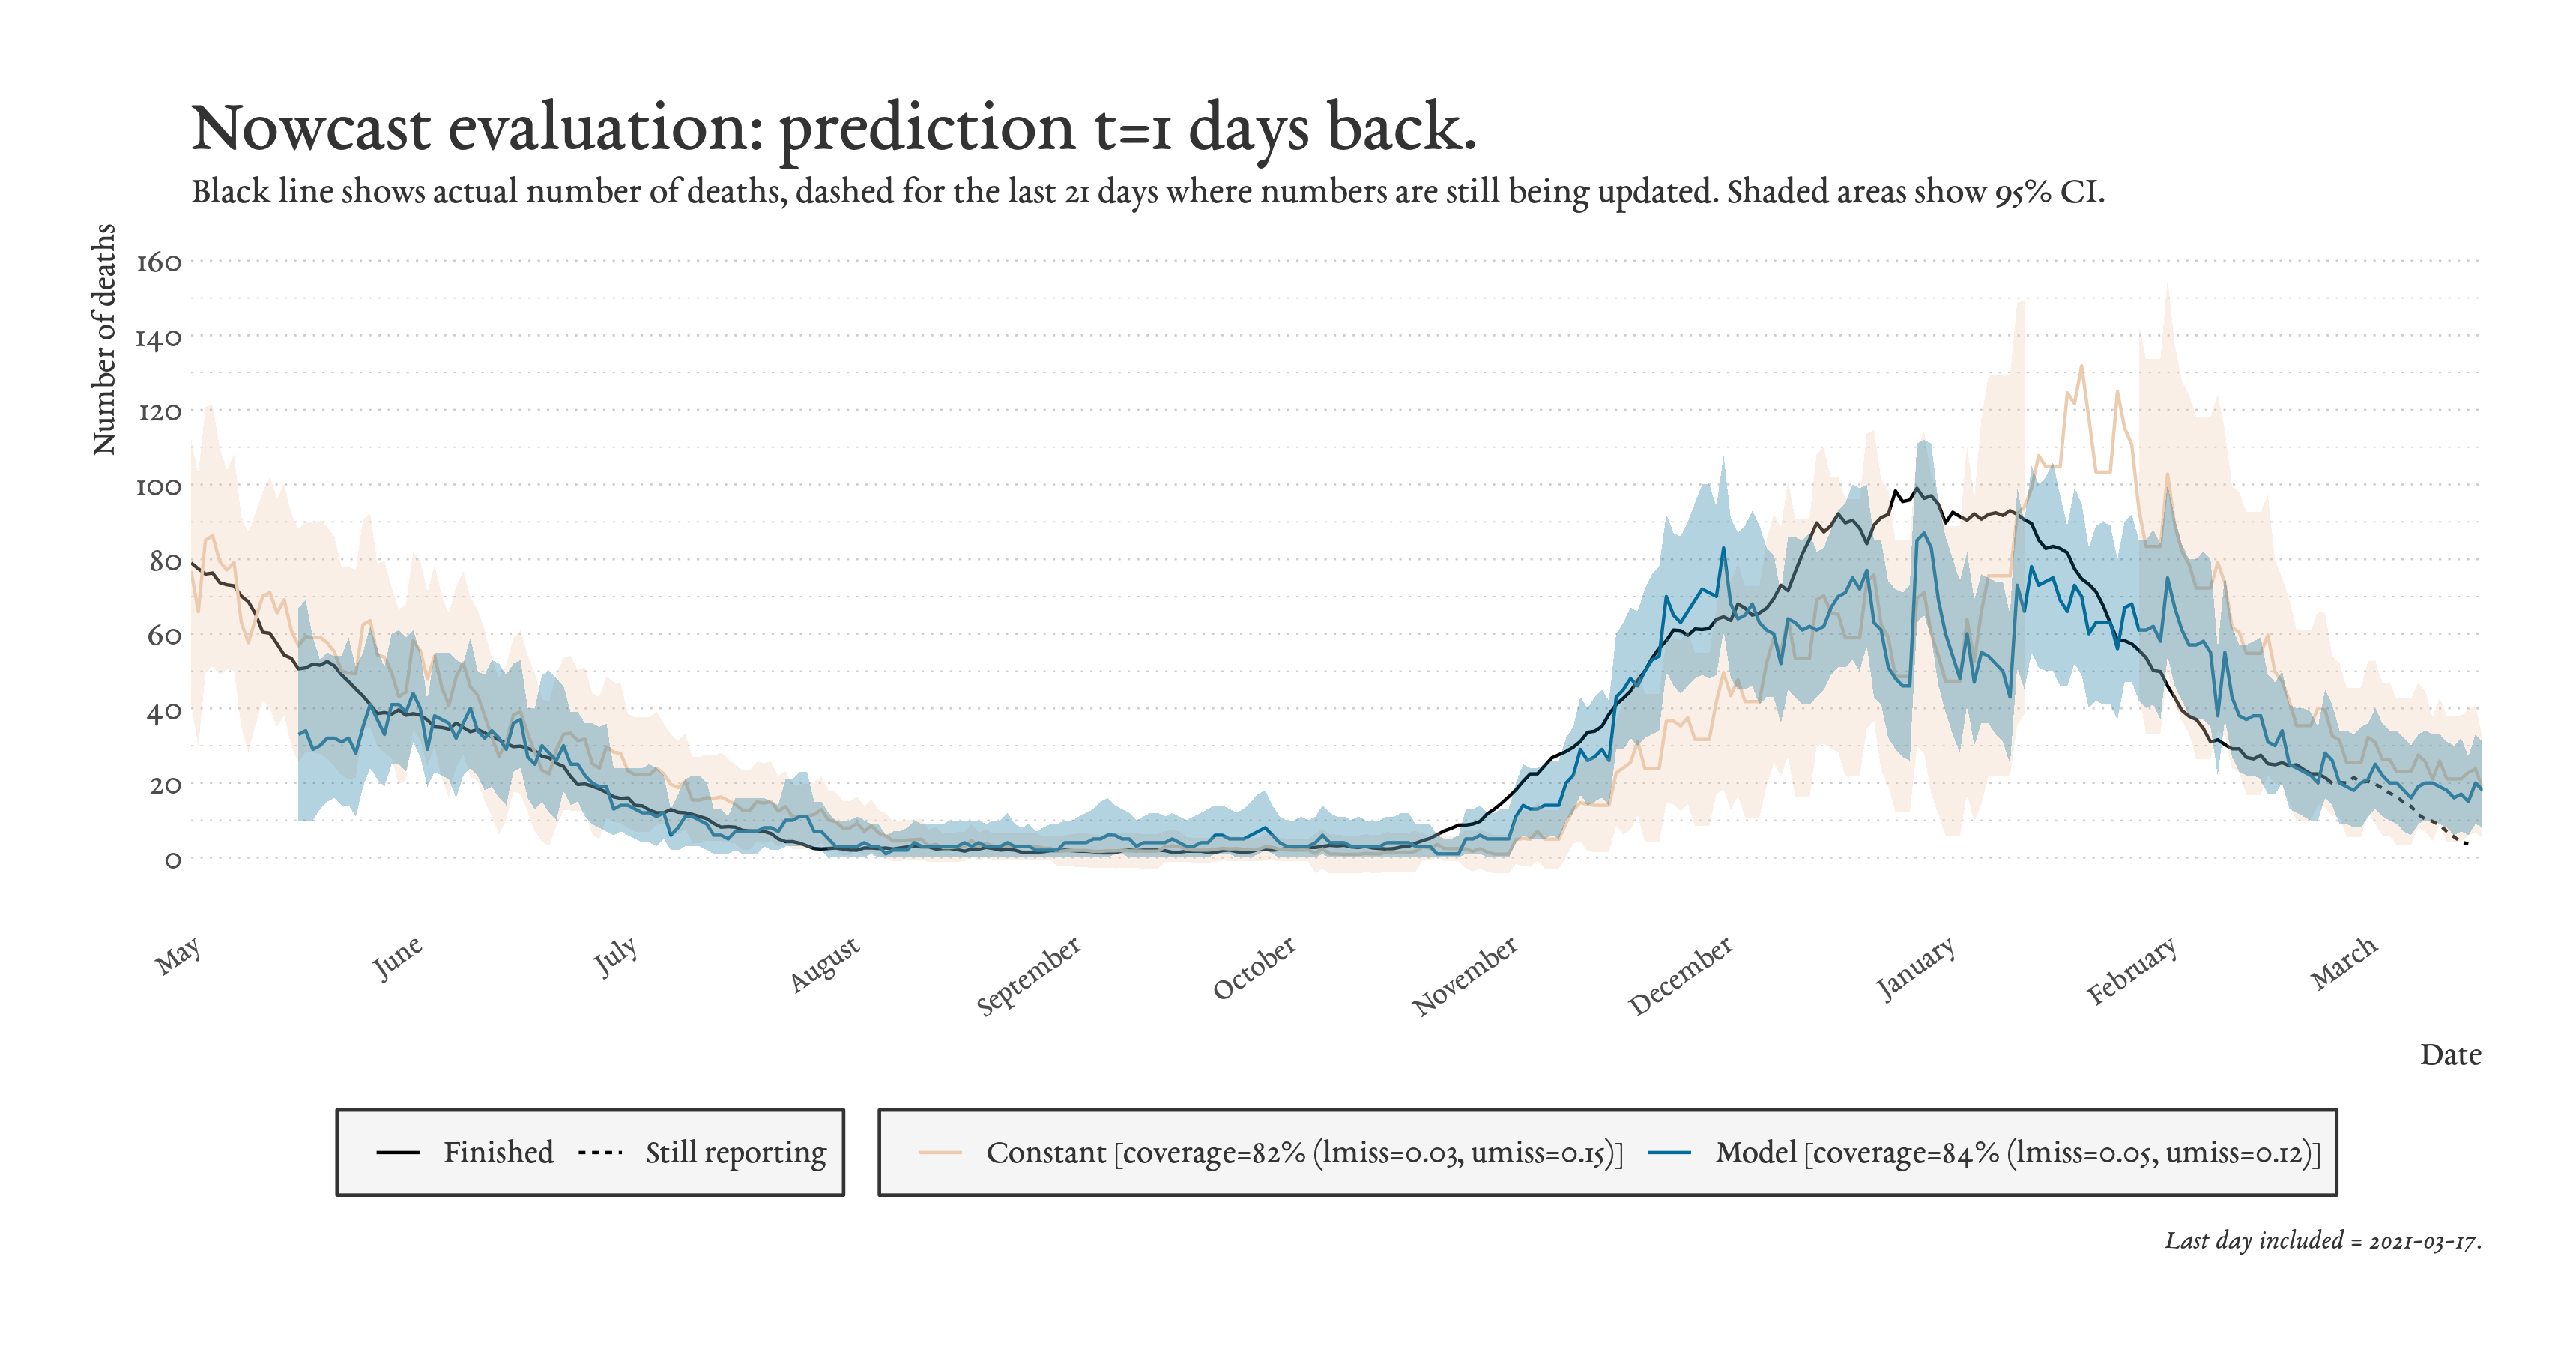 Nowcast evaluation: prediction t=1 days back.
Black line shows actual number of deaths, dashed for the last 21 days where numbers are still being updated. Shaded areas show 95% CI.
Number of deaths
160
140
120
100
80
60
40
20
0
May
June
July
August
September
October
November
December
January
February
March
Date
Finished
Still reporting
Constant [coverage=82% (lmiss=0.03, umiss=0.15)]
Model [coverage=84% (lmiss=0.05, umiss=0.12)]
Last day included = 2021-03-17.